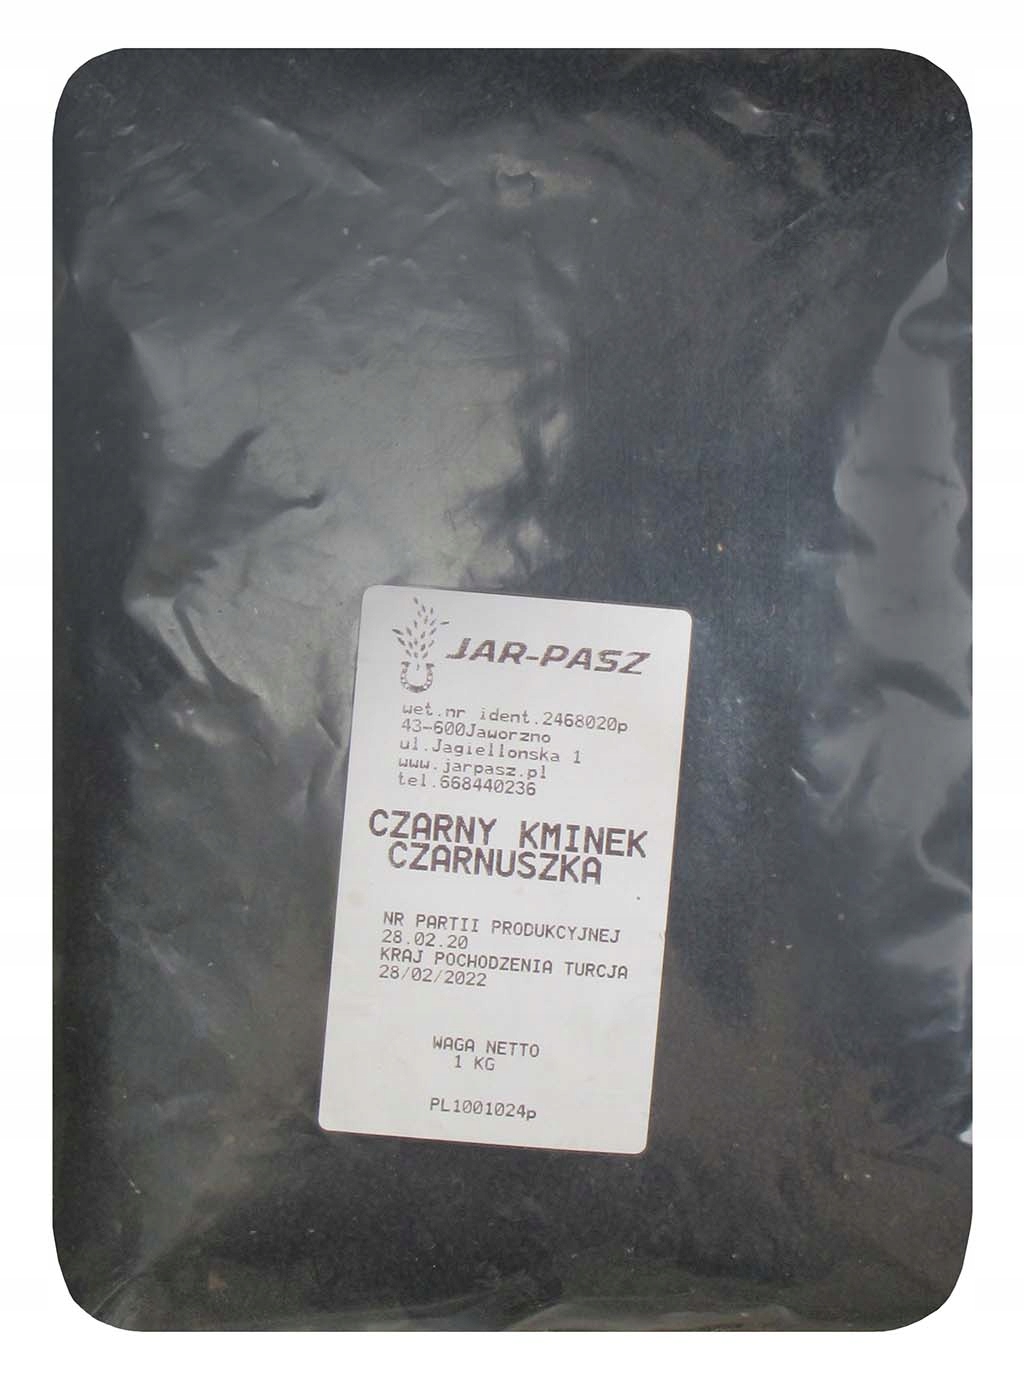 JAR-PASZ
wet.nr ident.2468020p
43-600Jaworzno
ul.Jagiellonska 1
www.jarpasz.pl
tel.668440236
CZARNY KMINEK
CZARNUSZKA
NR PARTII PRODUKCYJNEJ
28.02.20
KRAJ POCHODZENIA TURCJA
28/02/2022
WAGA NETTO
1 KG
PL1001024p